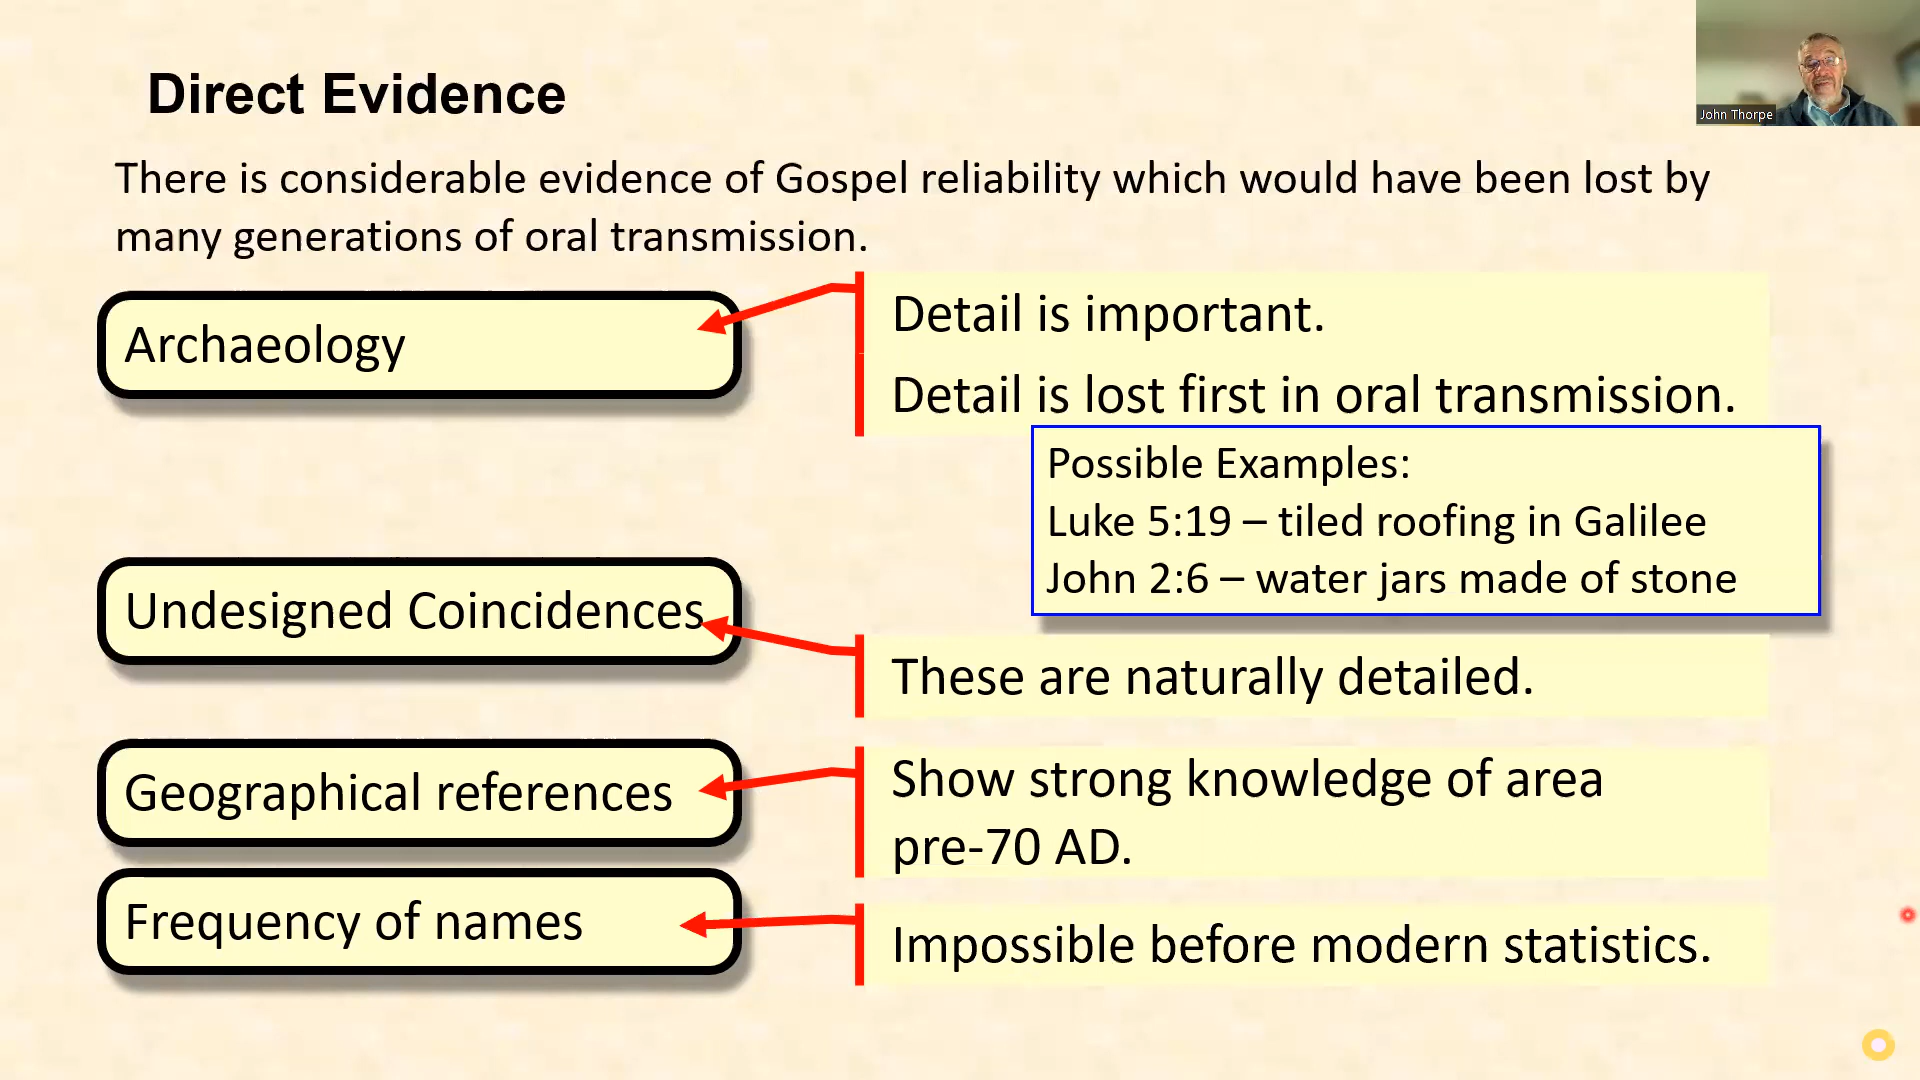 Direct Evidence
John Thorpe
There is considerable evidence of Gospel reliability which would have been lost by
many generations of oral transmission.
Archaeology
Detail is important.
Detail is lost first in oral transmission.
Possible Examples:
Luke 5:19 – tiled roofing in Galilee
John 2:6 – water jars made of stone
Undesigned Coincidences
These are naturally detailed.
Geographical references
Show strong knowledge of area
pre-70 AD.
Frequency of names
Impossible before modern statistics.